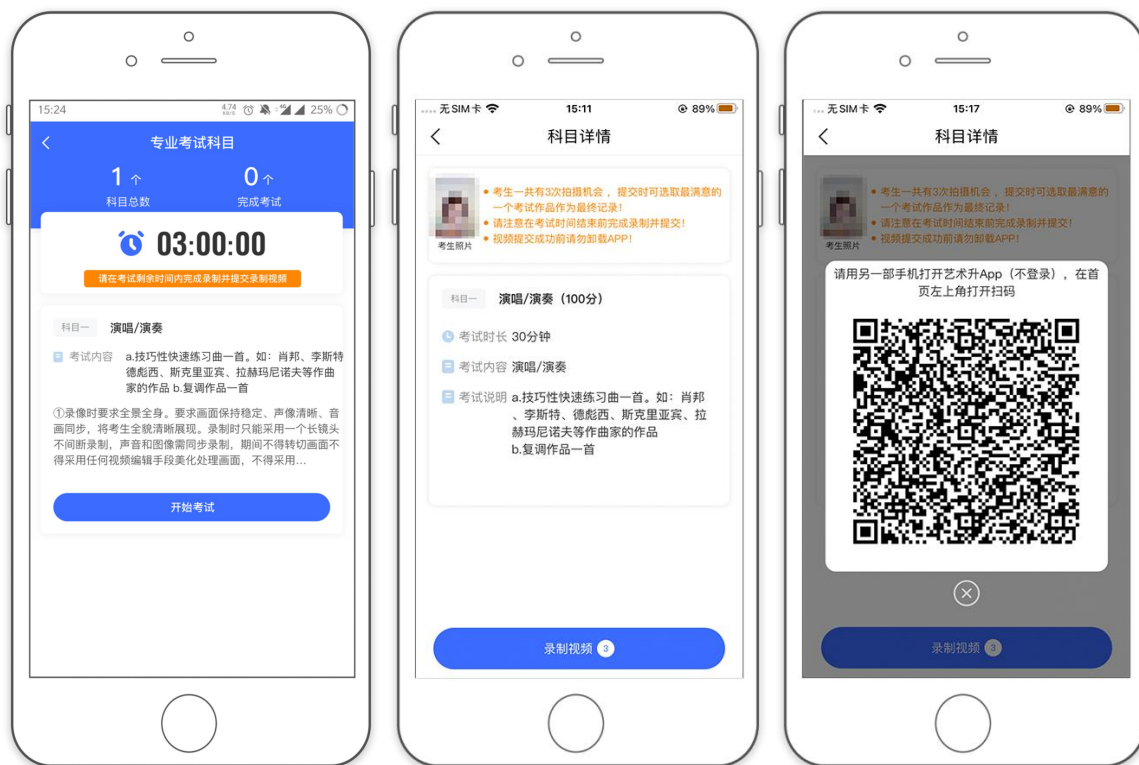 15:24
4.74
KB/S
4G
25%
专业考试科目
1个
0个
科目总数
完成考试
03:00:00
请在考试剩余时间内完成录制并提交录制视频
科目一
演唱/演奏
考试内容
a.技巧性快速练习曲一首。如：肖邦、李斯特
德彪西、斯克里亚宾、拉赫玛尼诺夫等作曲
家的作品 b.复调作品一首
①录像时要求全景全身。要求画面保持稳定、声像清晰、音
画同步，将考生全貌清晰展现。录制时只能采用一个长镜头
不间断录制，声音和图像需同步录制，期间不得转切画面不
得采用任何视频编辑手段美化处理画面，不得采用...
开始考试
无SIM卡
15:11
89%
科目详情
考生照片
考生一共有3次拍摄机会，提交时可选取最满意的
一个考试作品作为最终记录！
请注意在考试时间结束前完成录制并提交！
视频提交成功前请勿卸载APP！
科目一
演唱/演奏（100分）
考试时长 30分钟
考试内容 演唱/演奏
考试说明 a.技巧性快速练习曲一首。如：肖邦
、李斯特、德彪西、斯克里亚宾、拉
赫玛尼诺夫等作曲家的作品
b.复调作品一首
录制视频 3
无SIM卡
15:17
89%
科目详情
考生照片
考生一共有3次拍摄机会，提交时可选取最满意的
一个考试作品作为最终记录！
请注意在考试时间结束前完成录制并提交！
视频提交成功前请勿卸载APP！
请用另一部手机打开艺术升App（不登录），在首
页左上角打开扫码
录制视频 3